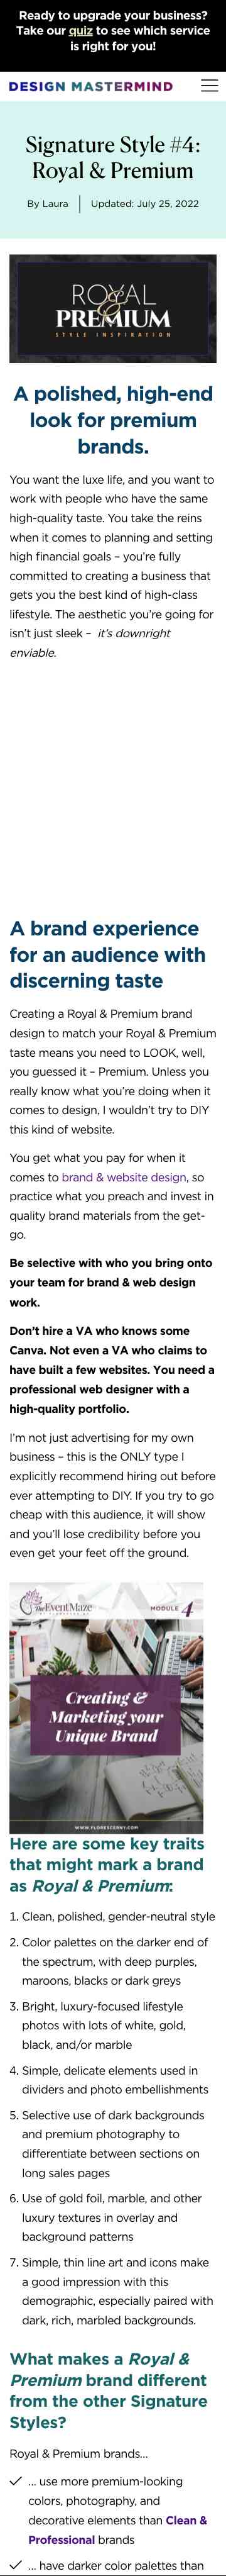 Ready to upgrade your business?
Take our quiz to see which service
is right for you!
DESIGN MASTERMIND
Signature Style #4:
Royal & Premium
By Laura
Updated: July 25, 2022
ROYAL
&
PREMIUM
STYLE INSPIRATION
A polished, high-end
look for premium
brands.
You want the luxe life, and you want to
work with people who have the same
high-quality taste. You take the reins
when it comes to planning and setting
high financial goals – you’re fully
committed to creating a business that
gets you the best kind of high-class
lifestyle. The aesthetic you’re going for
isn’t just sleek – it’s downright
enviable.
A brand experience
for an audience with
discerning taste
Creating a Royal & Premium brand
design to match your Royal & Premium
taste means you need to LOOK, well,
you guessed it – Premium. Unless you
really know what you’re doing when it
comes to design, I wouldn’t try to DIY
this kind of website.
You get what you pay for when it
comes to brand & website design, so
practice what you preach and invest in
quality brand materials from the get-
go.
Be selective with who you bring onto
your team for brand & web design
work.
Don’t hire a VA who knows some
Canva. Not even a VA who claims to
have built a few websites. You need a
professional web designer with a
high-quality portfolio.
I’m not just advertising for my own
business – this is the ONLY type I
explicitly recommend hiring out before
ever attempting to DIY. If you try to go
cheap with this audience, it will show
and you’ll lose credibility before you
even get your feet off the ground.
The EventMaze
MODULE 4
Creating &
Marketing your
Unique Brand
WWW.FLORESCERNY.COM
Here are some key traits
that might mark a brand
as Royal & Premium:
1. Clean, polished, gender-neutral style
2. Color palettes on the darker end of
the spectrum, with deep purples,
maroons, blacks or dark greys
3. Bright, luxury-focused lifestyle
photos with lots of white, gold,
black, and/or marble
4. Simple, delicate elements used in
dividers and photo embellishments
5. Selective use of dark backgrounds
and premium photography to
differentiate between sections on
long sales pages
6. Use of gold foil, marble, and other
luxury textures in overlay and
background patterns
7. Simple, thin line art and icons make
a good impression with this
demographic, especially paired with
dark, rich, marbled backgrounds.
What makes a Royal &
Premium brand different
from the other Signature
Styles?
Royal & Premium brands…
… use more premium-looking
colors, photography, and
decorative elements than Clean &
Professional brands
… have darker color palettes than